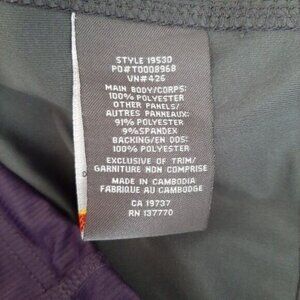 STYLE 19530
PO#T0008968
VN#426
MAIN BODY/CORPS:
100% POLYESTER
OTHER PANELS/
AUTRES PANNEAUX:
91% POLYESTER
9%SPANDEX
BACKING/EN DOS:
100% POLYESTER
EXCLUSIVE OF TRIM/
GARNITURE NON COMPRISE
MADE IN CAMBODIA
FABRIQUE AU CAMBODGE
CA 19737
RN 137770